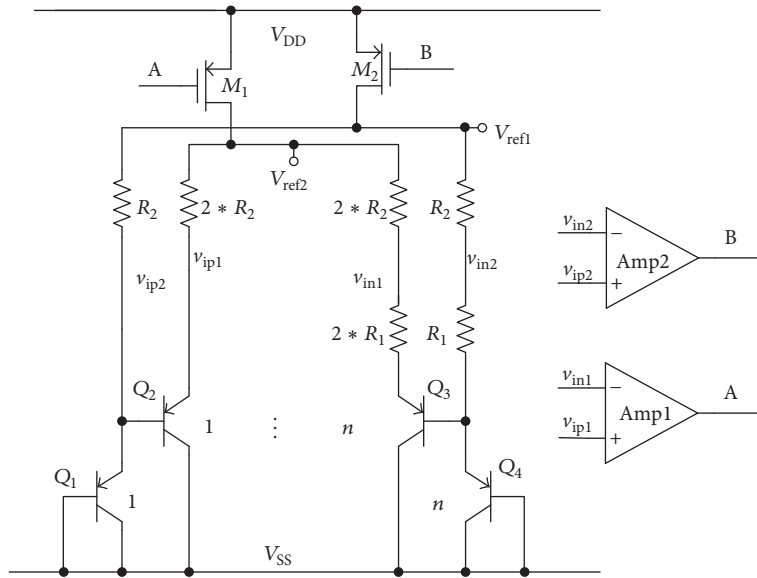 V_DD
A
M_1
M_2
B
V_ref1
V_ref2
R_2
2 * R_2
2 * R_2
R_2
v_ip2
v_ip1
v_in1
v_in2
2 * R_1
R_1
v_in2
v_ip2
−
+
Amp2
B
v_in1
v_ip1
−
+
Amp1
A
Q_2
1
⋮
n
Q_3
Q_1
1
n
Q_4
V_SS